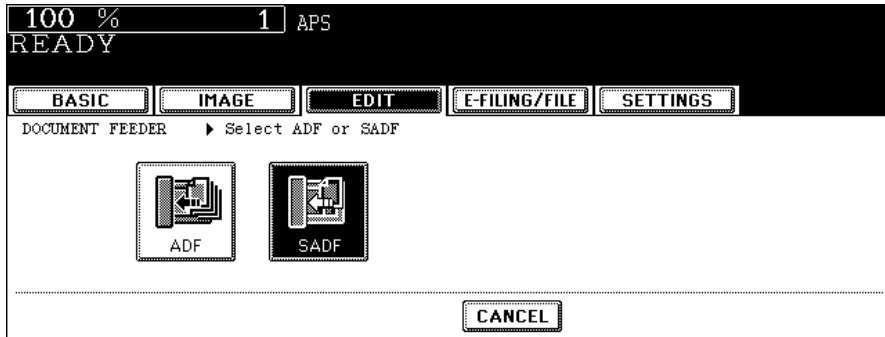 100 % 1 APS
READY
BASIC IMAGE EDIT E-FILING/FILE SETTINGS
DOCUMENT FEEDER Select ADF or SADF
ADF SADF
CANCEL